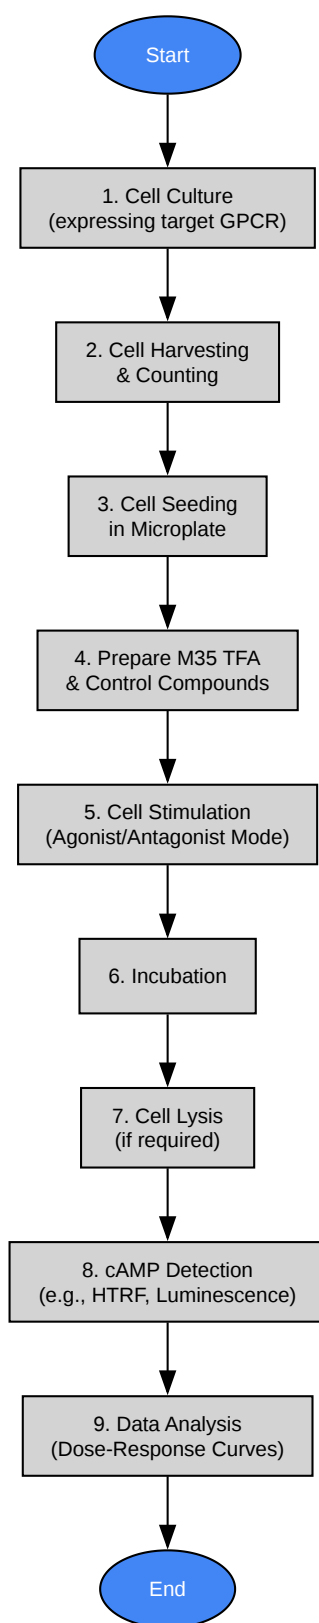 Start
1. Cell Culture
(expressing target GPCR)
2. Cell Harvesting
& Counting
3. Cell Seeding
in Microplate
4. Prepare M35 TFA
& Control Compounds
5. Cell Stimulation
(Agonist/Antagonist Mode)
6. Incubation
7. Cell Lysis
(if required)
8. cAMP Detection
(e.g., HTRF, Luminescence)
9. Data Analysis
(Dose-Response Curves)
End